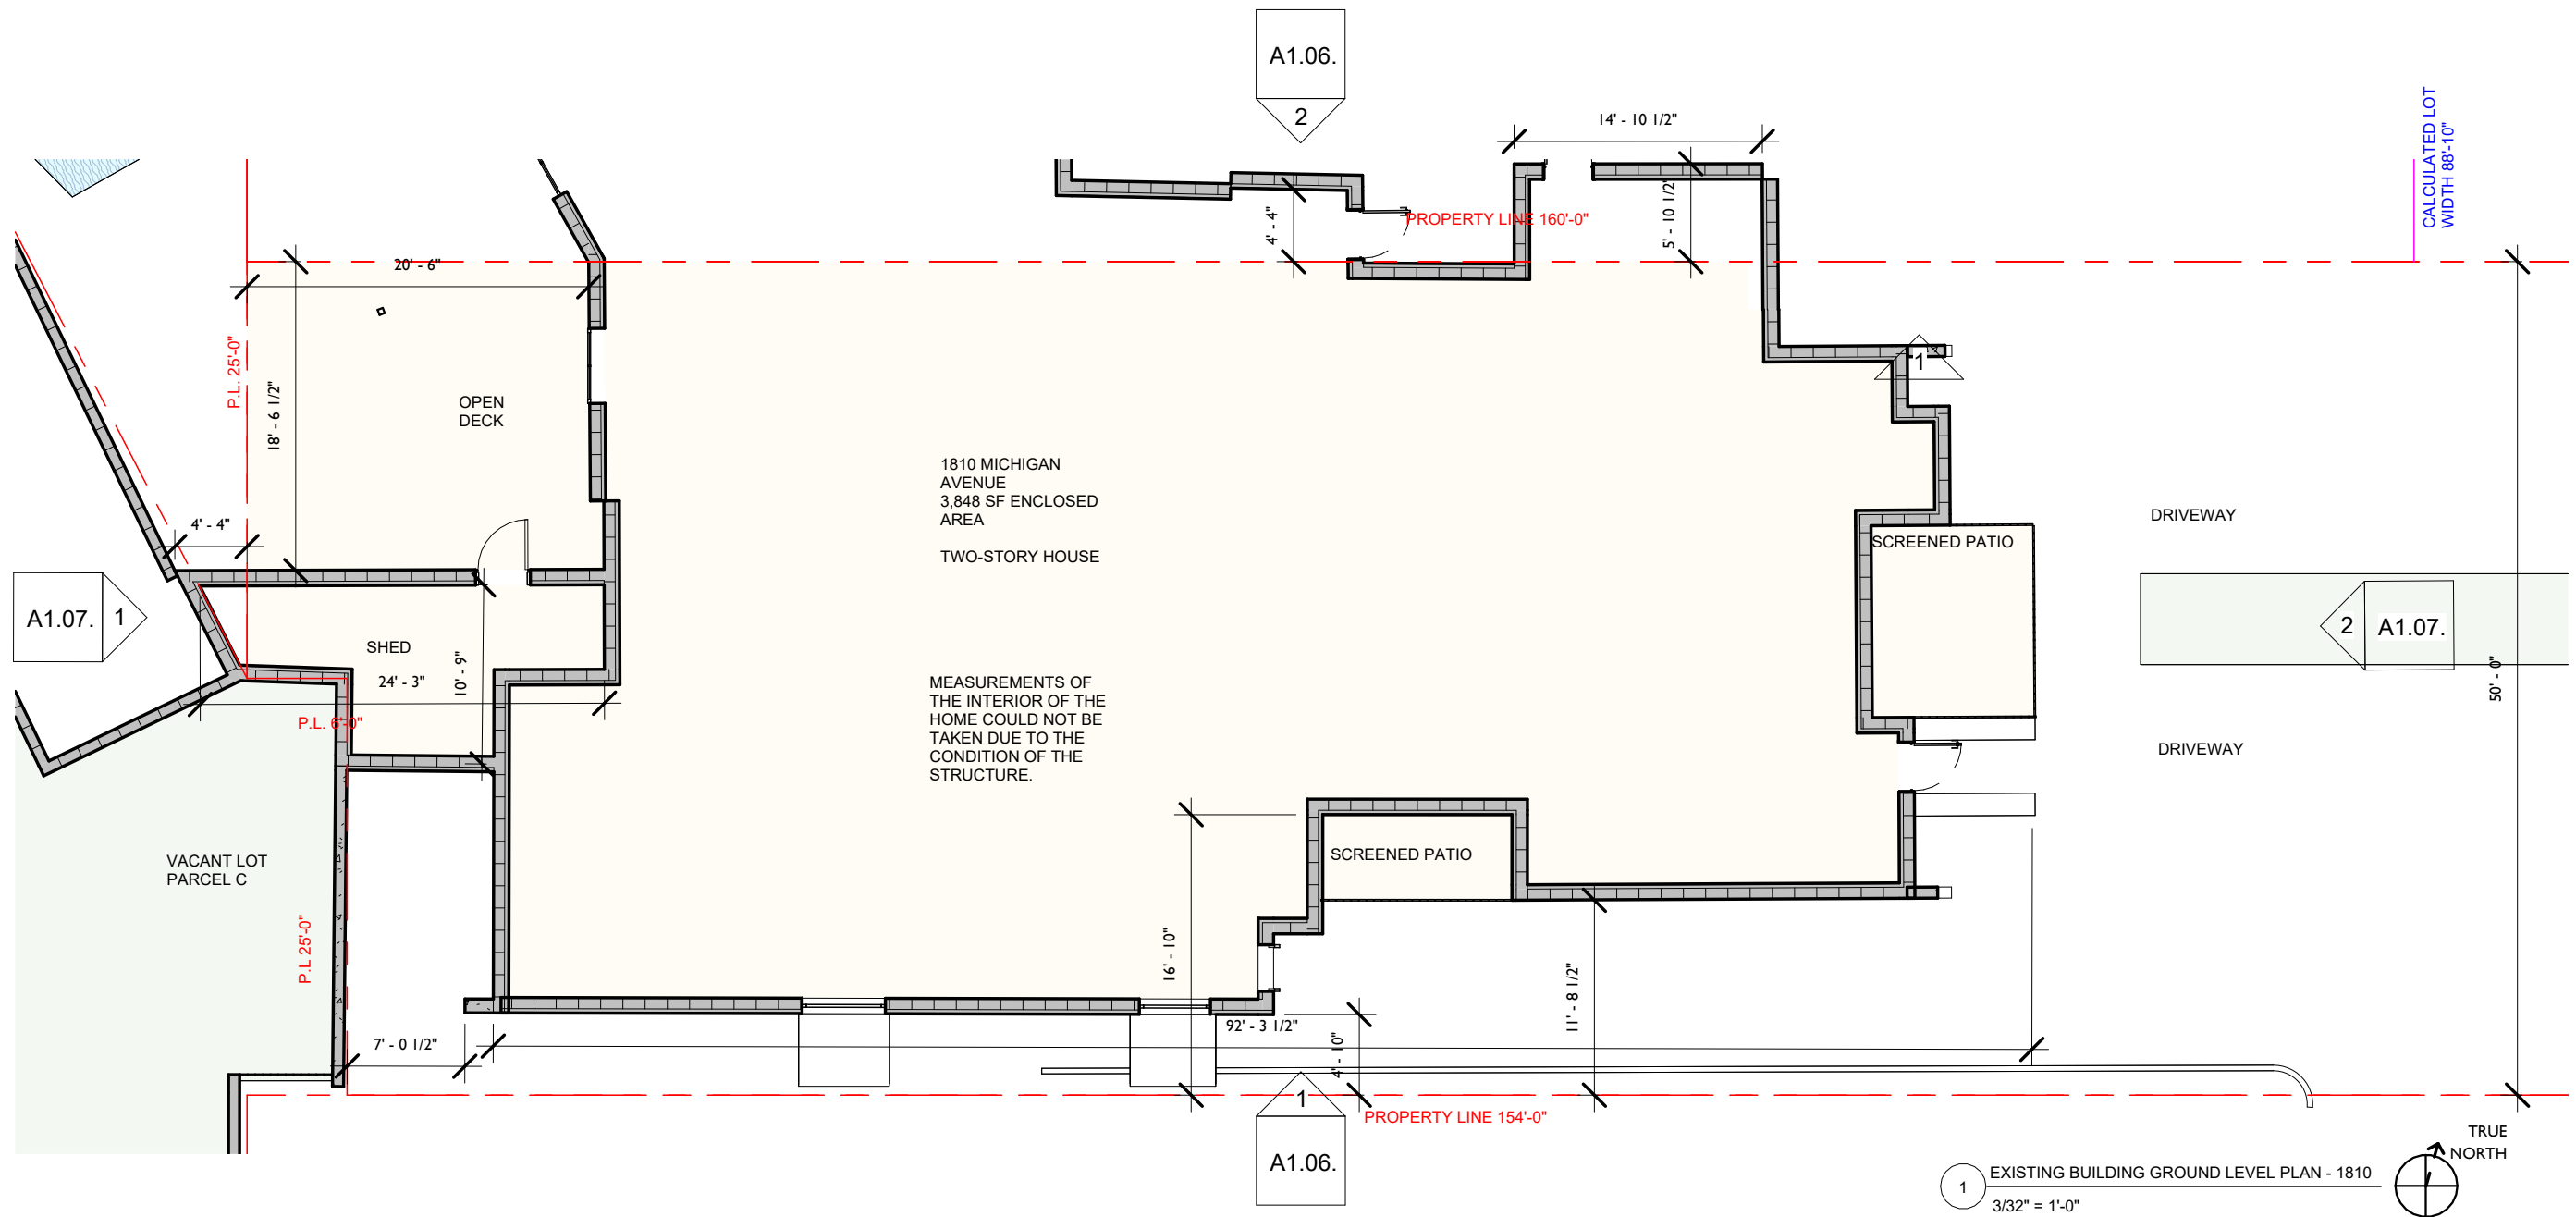 A1.06.
2
14' - 10 1/2"
CALCULATED LOT
WIDTH 88'-10"
4' - 4"
PROPERTY LINE 160'-0"
5' - 10 1/2"
20' - 6"
P.L. 25'-0"
18' - 6 1/2"
OPEN
DECK
1
1810 MICHIGAN
AVENUE
3,848 SF ENCLOSED
AREA
TWO-STORY HOUSE
4' - 4"
DRIVEWAY
SCREENED PATIO
A1.07.
1
2
A1.07.
SHED
24' - 3"
10' - 9"
50' - 0"
MEASUREMENTS OF
THE INTERIOR OF THE
HOME COULD NOT BE
TAKEN DUE TO THE
CONDITION OF THE
STRUCTURE.
P.L. 6'-0"
DRIVEWAY
VACANT LOT
PARCEL C
SCREENED PATIO
P.L 25'-0"
16' - 10"
11' - 8 1/2"
92' - 3 1/2"
7' - 0 1/2"
4' - 10"
1
PROPERTY LINE 154'-0"
A1.06.
TRUE
NORTH
1
EXISTING BUILDING GROUND LEVEL PLAN - 1810
3/32" = 1'-0"